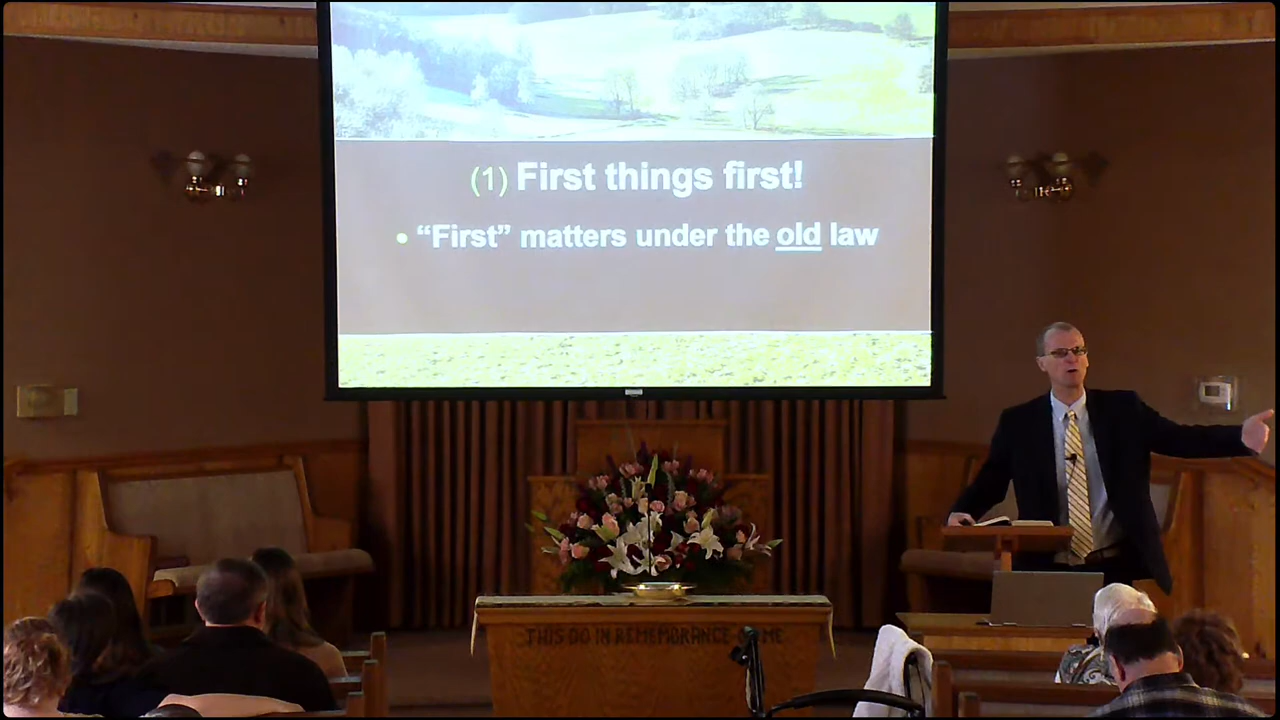 (1) First things first!
• “First” matters under the old law
THIS DO IN REMEMBRANCE OF ME